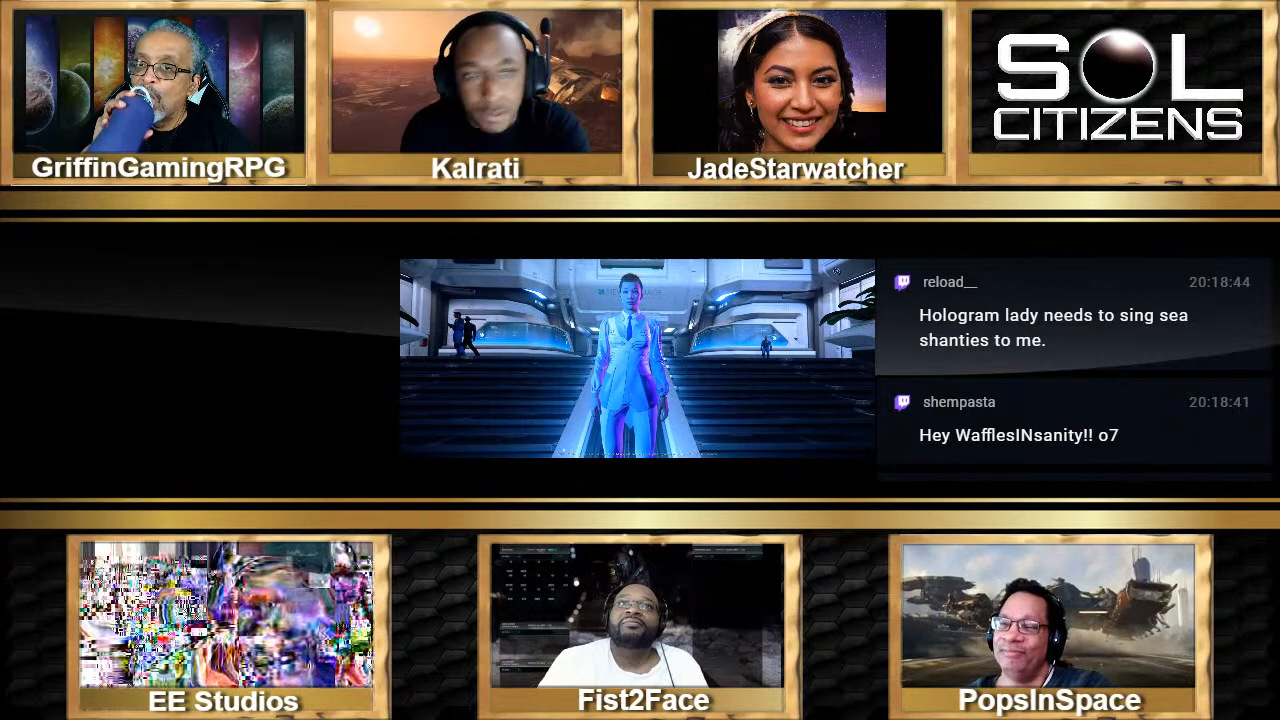 SOL
CITIZENS
GriffinGamingRPG
Kalrati
JadeStarwatcher
reload__
20:18:44
Hologram lady needs to sing sea
shanties to me.
shempasta
20:18:41
Hey WafflesINsanity!! o7
EE Studios
Fist2Face
PopsInSpace